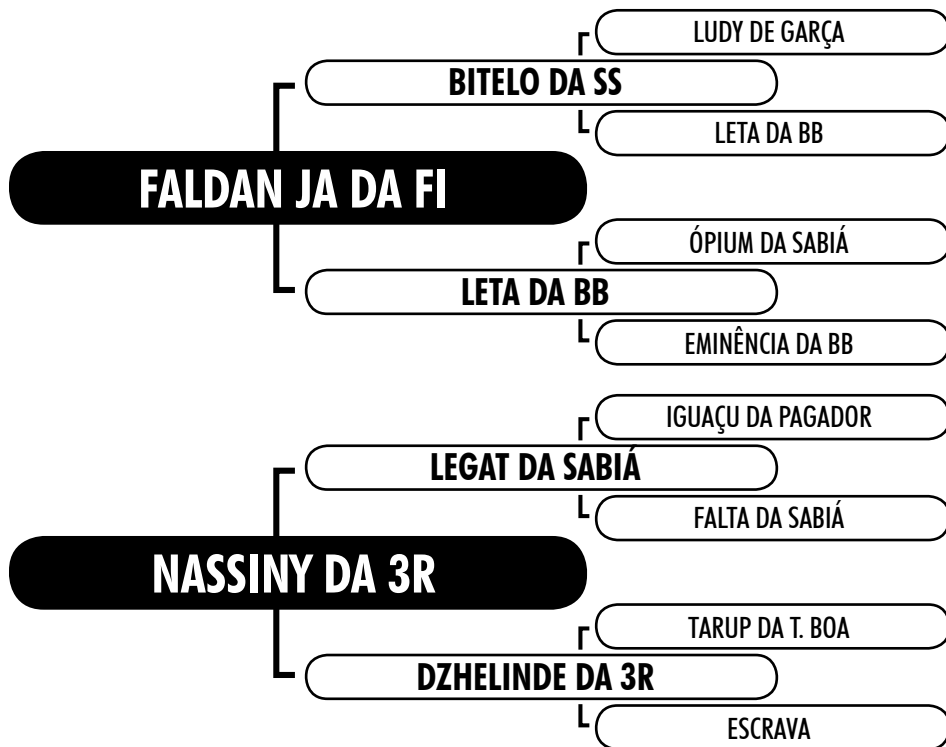 LUDY DE GARÇA
BITELO DA SS
LETA DA BB
FALDAN JA DA FI
ÓPIUM DA SABIÁ
LETA DA BB
EMINÊNCIA DA BB
IGUAÇU DA PAGADOR
LEGAT DA SABIÁ
FALTA DA SABIÁ
NASSINY DA 3R
TARUP DA T. BOA
DZHELINDE DA 3R
ESCRAVA